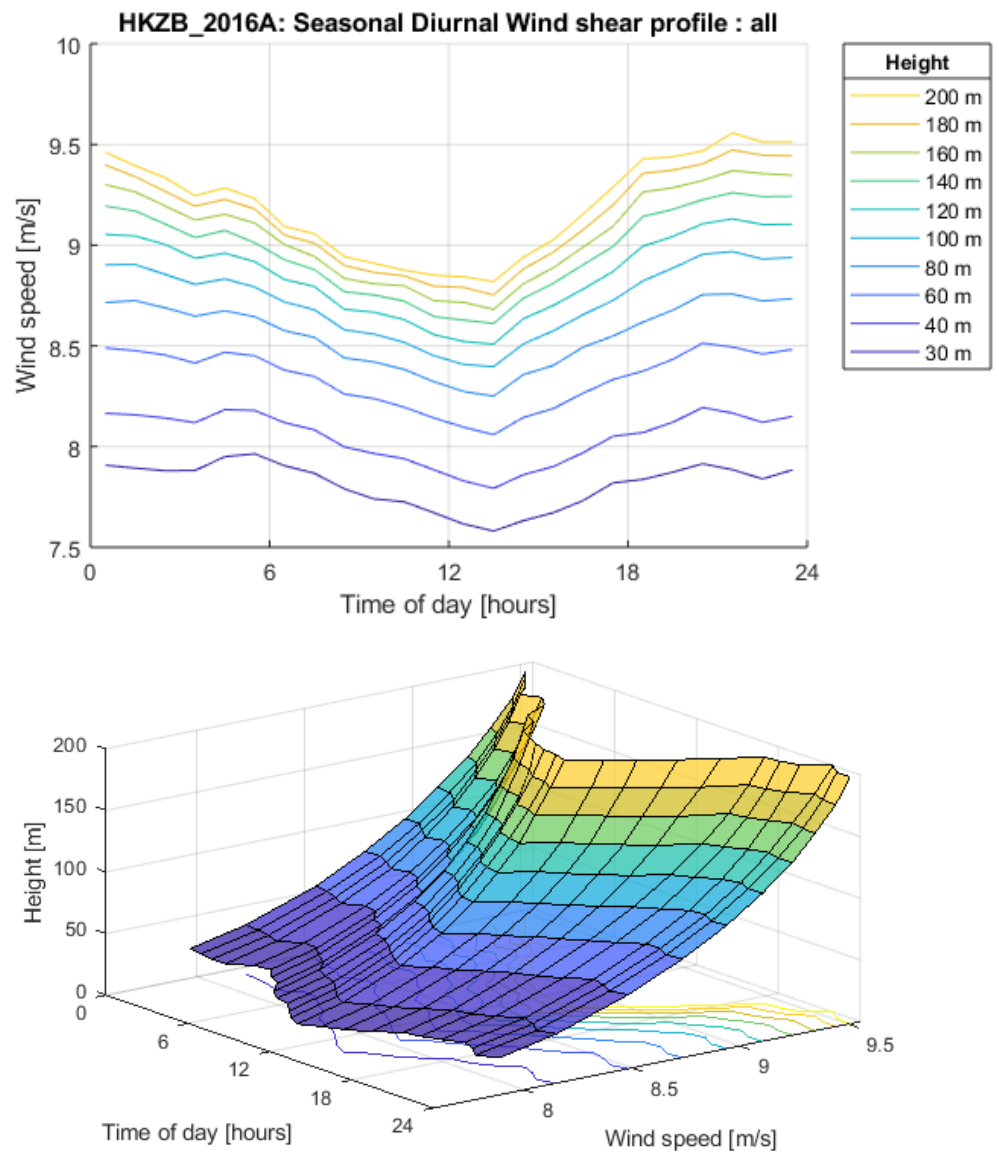 HKZB_2016A: Seasonal Diurnal Wind shear profile : all
10
9.5
9
8.5
8
7.5
Wind speed [m/s]
0
6
12
18
24
Time of day [hours]
Height
200 m
180 m
160 m
140 m
120 m
100 m
80 m
60 m
40 m
30 m
200
150
100
50
0
Height [m]
0
6
12
18
24
Time of day [hours]
8
8.5
9
9.5
Wind speed [m/s]